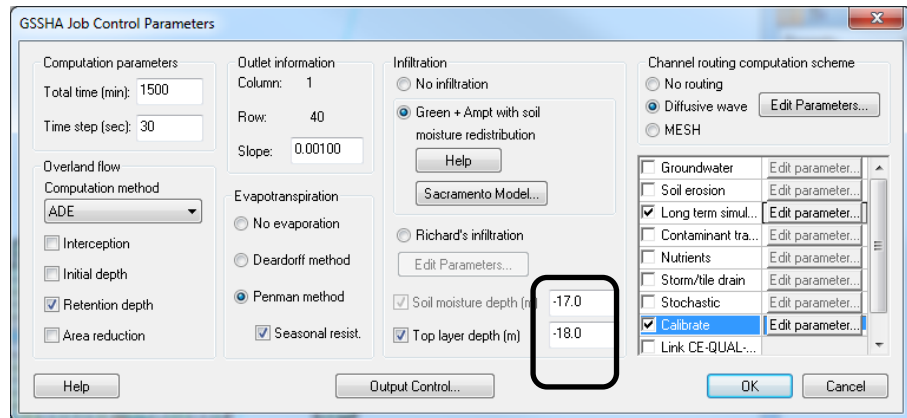 GSSHA Job Control Parameters
Computation parameters
Total time (min): 1500
Time step (sec): 30
Overland flow
Computation method
ADE
Interception
Initial depth
Retention depth
Area reduction
Outlet information
Column: 1
Row: 40
Slope: 0.00100
Evapotranspiration
No evaporation
Deardorff method
Penman method
Seasonal resist.
Infiltration
No infiltration
Green + Ampt with soil
moisture redistribution
Help
Sacramento Model...
Richard's infiltration
Edit Parameters...
Soil moisture depth (m) -17.0
Top layer depth (m) -18.0
Channel routing computation scheme
No routing
Diffusive wave Edit Parameters...
MESH
Groundwater Edit parameter...
Soil erosion Edit parameter...
Long term simul... Edit parameter...
Contaminant tra... Edit parameter...
Nutrients Edit parameter...
Storm/tile drain Edit parameter...
Stochastic Edit parameter...
Calibrate Edit parameter...
Link CE-QUAL-...
Help
Output Control...
OK
Cancel